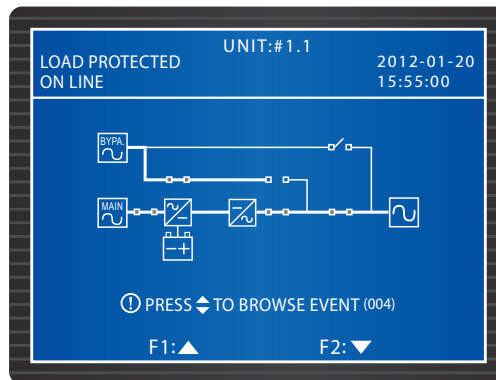 UNIT:#1.1
LOAD PROTECTED
ON LINE
2012-01-20
15:55:00
BYPA.
MAIN
PRESS TO BROWSE EVENT (004)
F1:
F2: